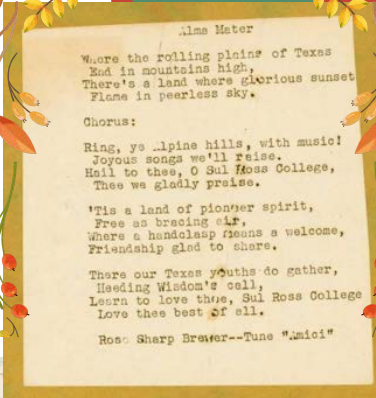 Alma Mater
Where the rolling plains of Texas
End in mountains high,
There's a land where glorious sunset
Flame in peerless sky.
Chorus:
Ring, ye Alpine hills, with music!
Joyous songs we'll raise.
Hail to thee, O Sul Ross College,
Thee we gladly praise.
'Tis a land of pioneer spirit,
Free as bracing air,
Where a handclasp means a welcome,
Friendship glad to share.
There our Texas youths do gather,
Heeding Wisdom's call,
Learn to love thee, Sul Ross College
Love thee best of all.
Rose Sharp Brewer--Tune "Amici"